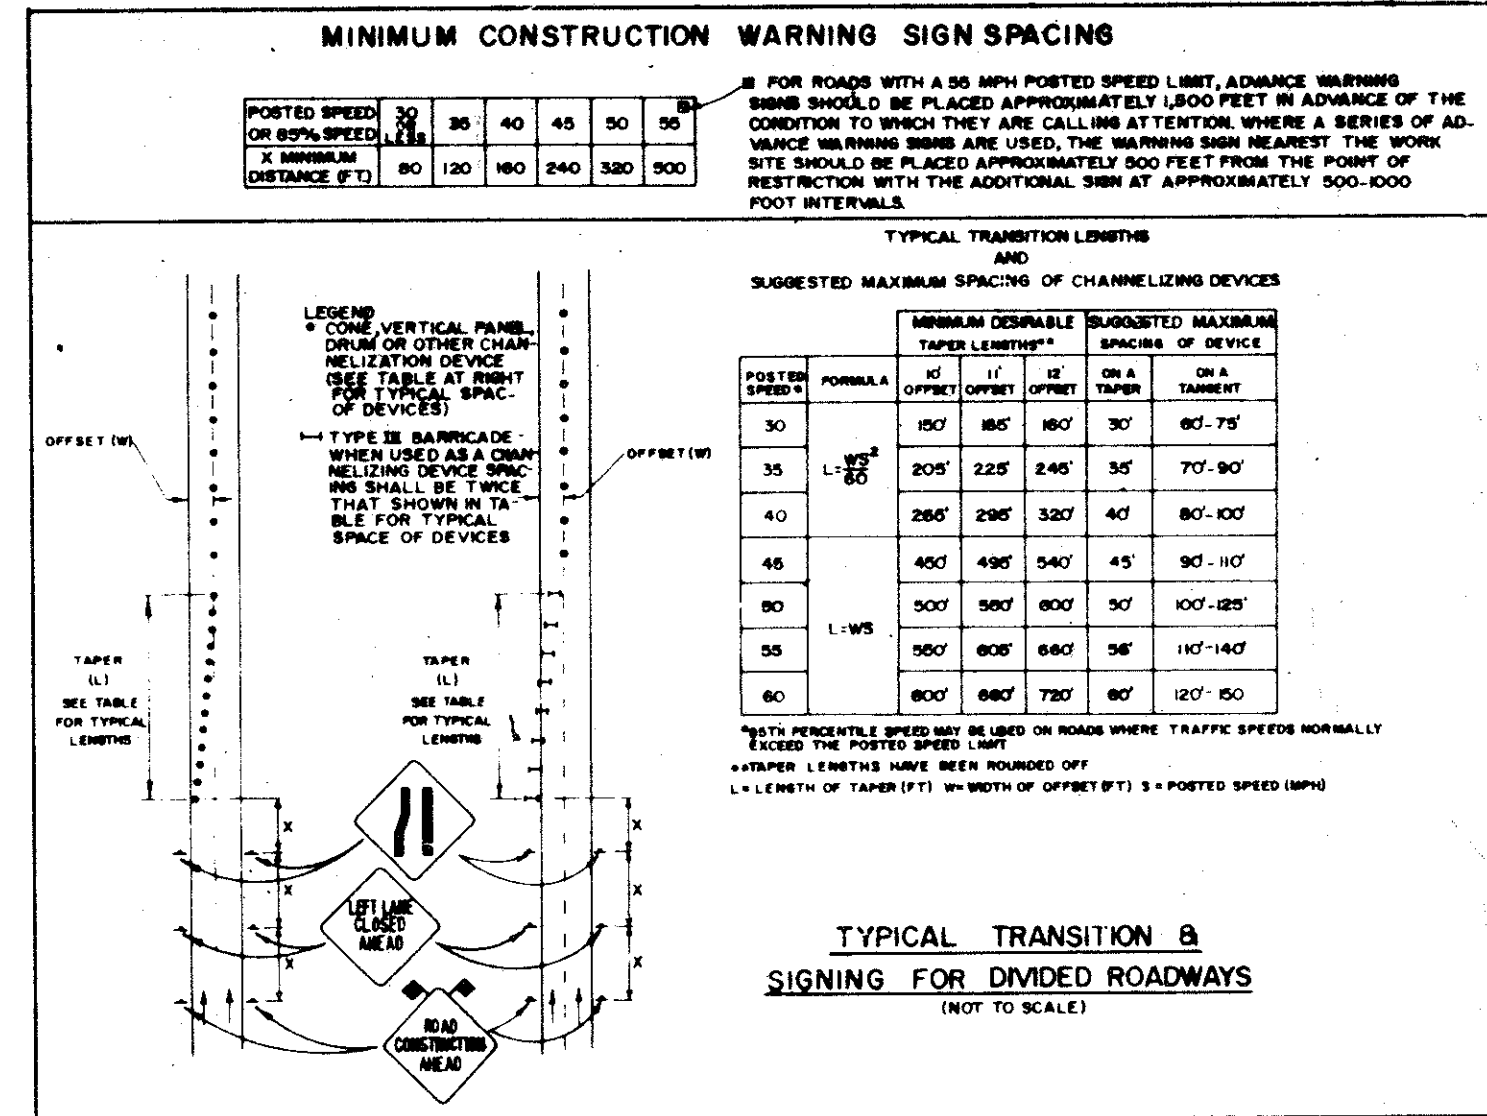 MINIMUM CONSTRUCTION WARNING SIGN SPACING
POSTED SPEED OR 85% SPEED 30 OR LESS 35 40 45 50 55
X MINIMUM DISTANCE (FT.) 80 120 160 240 320 500
FOR ROADS WITH A 55 MPH POSTED SPEED LIMIT, ADVANCE WARNING
SIGNS SHOULD BE PLACED APPROXIMATELY 1,500 FEET IN ADVANCE OF THE
CONDITION TO WHICH THEY ARE CALLING ATTENTION. WHERE A SERIES OF AD-
VANCE WARNING SIGNS ARE USED, THE WARNING SIGN NEAREST THE WORK
SITE SHOULD BE PLACED APPROXIMATELY 500 FEET FROM THE POINT OF
RESTRICTION WITH THE ADDITIONAL SIGN AT APPROXIMATELY 500-1000
FOOT INTERVALS.
LEGEND
• CONE, VERTICAL PANEL,
DRUM OR OTHER CHAN-
NELIZATION DEVICE
(SEE TABLE AT RIGHT
FOR TYPICAL SPAC-
OF DEVICES)
TYPE III BARRICADE -
WHEN USED AS A CHAN-
NELIZING DEVICE SPAC-
ING SHALL BE TWICE
THAT SHOWN IN TA-
BLE FOR TYPICAL
SPACE OF DEVICES
OFFSET (W)
OFFSET (W)
TAPER
(L)
SEE TABLE
FOR TYPICAL
LENGTHS
TAPER
(L)
SEE TABLE
FOR TYPICAL
LENGTHS
X
X
X
X
X
X
LEFT LANE
CLOSED
AHEAD
ROAD
CONSTRUCTION
AHEAD
TYPICAL TRANSITION LENGTHS
AND
SUGGESTED MAXIMUM SPACING OF CHANNELIZING DEVICES
MINIMUM DESIRABLE TAPER LENGTHS** SUGGESTED MAXIMUM SPACING OF DEVICE
POSTED SPEED* FORMULA 10' OFFSET 11' OFFSET 12' OFFSET ON A TAPER ON A TANGENT
30 150' 165' 180' 30' 60'-75'
35 L=WS²/60 205' 225' 245' 35' 70'-90'
40 265' 295' 320' 40' 80'-100'
45 450' 495' 540' 45' 90'-110'
50 500' 550' 600' 50' 100'-125'
L=WS
55 550' 605' 660' 55' 110'-140'
60 600' 660' 720' 60' 120'-150
*85TH PERCENTILE SPEED MAY BE USED ON ROADS WHERE TRAFFIC SPEEDS NORMALLY
EXCEED THE POSTED SPEED LIMIT
**TAPER LENGTHS HAVE BEEN ROUNDED OFF
L= LENGTH OF TAPER (FT) W= WIDTH OF OFFSET (FT) S = POSTED SPEED (MPH)
TYPICAL TRANSITION &
SIGNING FOR DIVIDED ROADWAYS
(NOT TO SCALE)